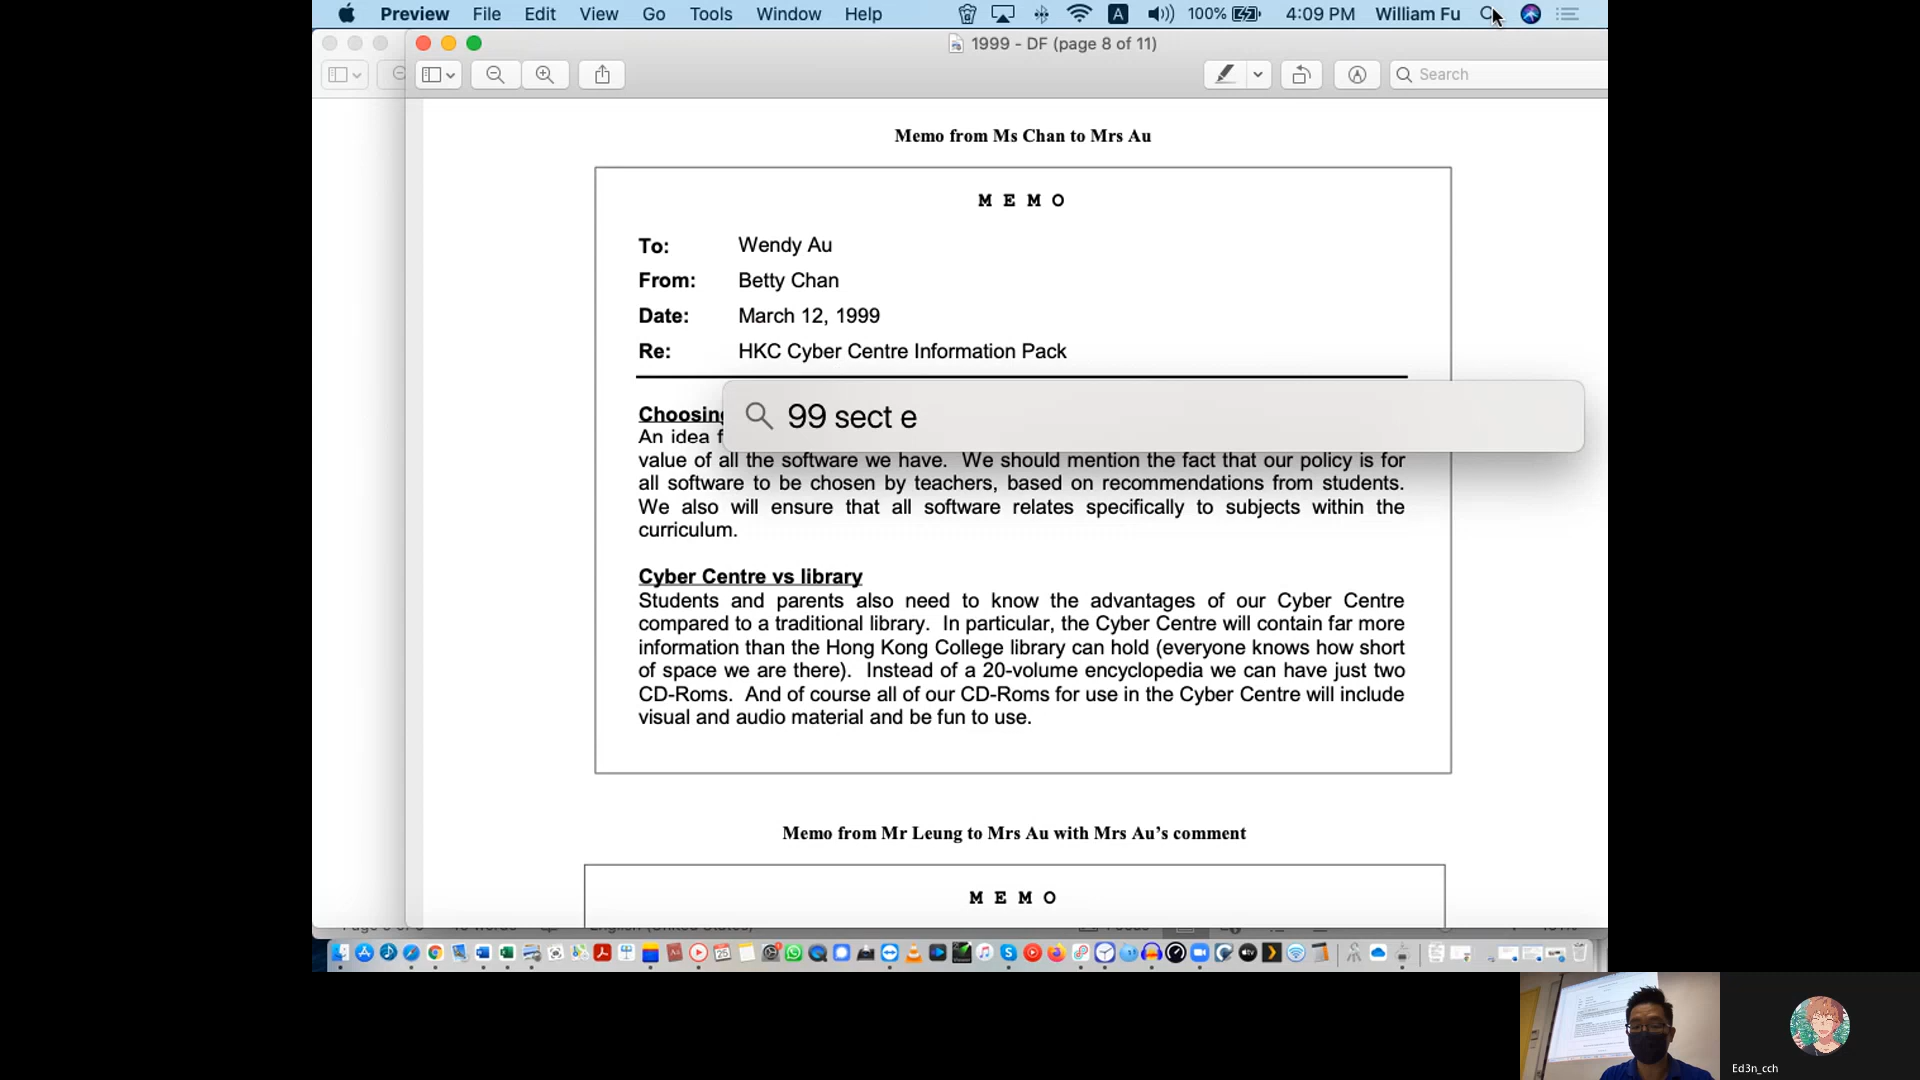 Preview File Edit View Go Tools Window Help A 100% 4:09 PM William Fu
1999 - DF (page 8 of 11)
Search
Memo from Ms Chan to Mrs Au
M E M O
To: Wendy Au
From: Betty Chan
Date: March 12, 1999
Re: HKC Cyber Centre Information Pack
99 sect e
Choosing
An idea f
value of all the software we have. We should mention the fact that our policy is for
all software to be chosen by teachers, based on recommendations from students.
We also will ensure that all software relates specifically to subjects within the
curriculum.
Cyber Centre vs library
Students and parents also need to know the advantages of our Cyber Centre
compared to a traditional library. In particular, the Cyber Centre will contain far more
information than the Hong Kong College library can hold (everyone knows how short
of space we are there). Instead of a 20-volume encyclopedia we can have just two
CD-Roms. And of course all of our CD-Roms for use in the Cyber Centre will include
visual and audio material and be fun to use.
Memo from Mr Leung to Mrs Au with Mrs Au's comment
M E M O
Ed3n_cch